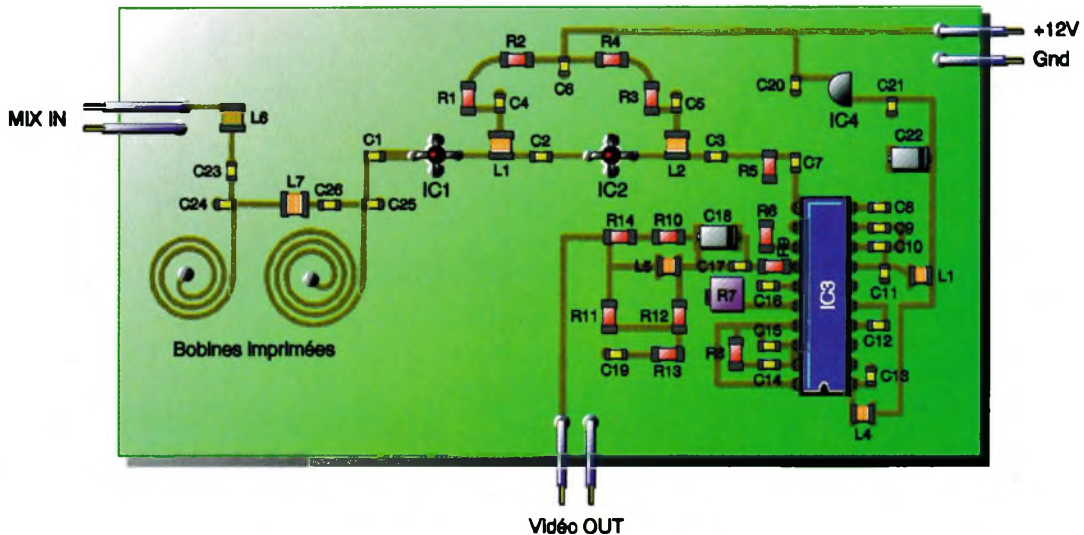 +12V
Gnd
MIX IN
R2
R4
C6
C20
C21
IC4
R1
C4
R3
C5
L6
C22
C1
C2
C3
C7
C23
L7
C26
IC1
L1
IC2
L2
R5
C24
C25
R14
R10
C18
R6
C8
C9
C10
R9
L5
C17
C16
R7
IC3
C11
L1
R11
R12
C12
C15
R8
C19
R13
C14
C13
L4
Bobines imprimées
Vidéo OUT